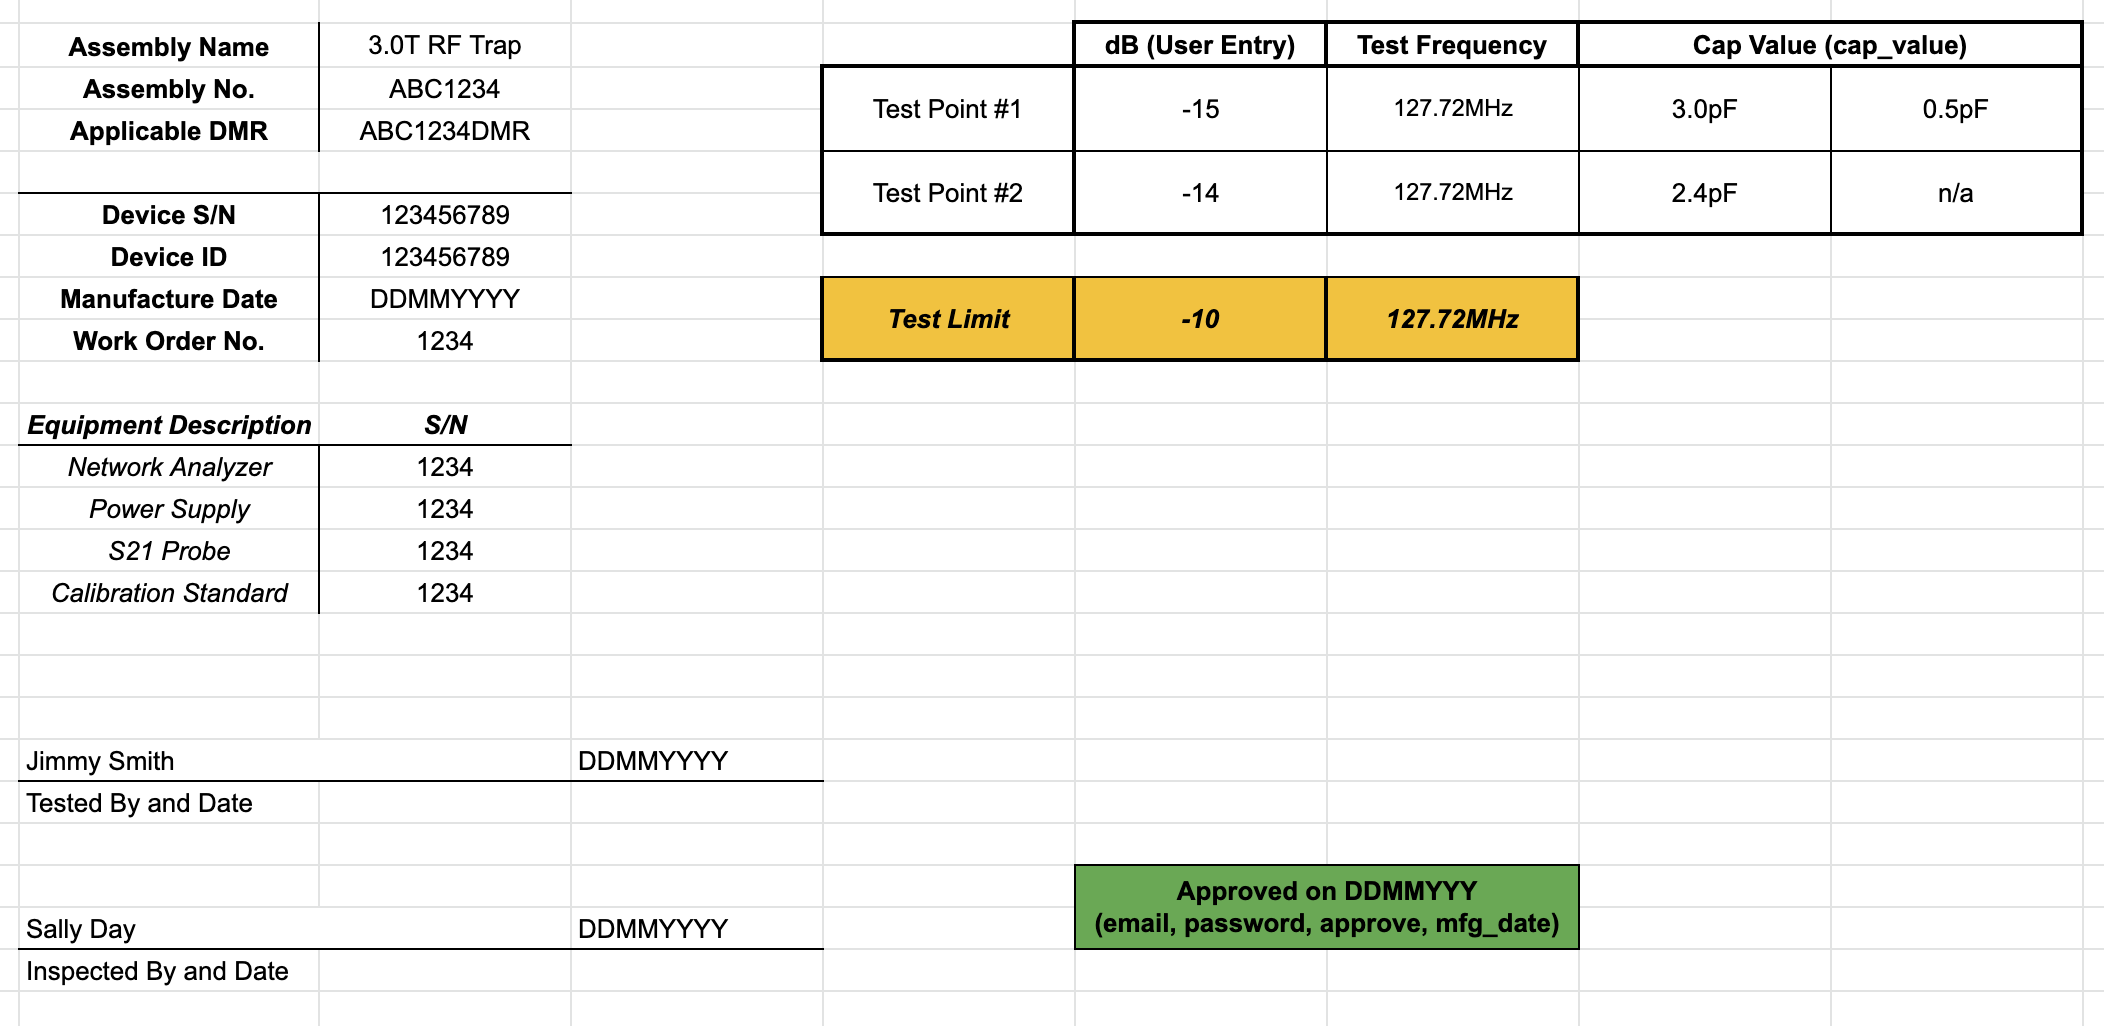 Assembly Name 3.0T RF Trap
Assembly No. ABC1234
Applicable DMR ABC1234DMR
Device S/N 123456789
Device ID 123456789
Manufacture Date DDMMYYYY
Work Order No. 1234
Equipment Description S/N
Network Analyzer 1234
Power Supply 1234
S21 Probe 1234
Calibration Standard 1234
Jimmy Smith DDMMYYYY
Tested By and Date
Sally Day DDMMYYYY
Inspected By and Date
dB (User Entry) Test Frequency Cap Value (cap_value)
Test Point #1 -15 127.72MHz 3.0pF 0.5pF
Test Point #2 -14 127.72MHz 2.4pF n/a
Test Limit -10 127.72MHz
Approved on DDMMYYY
(email, password, approve, mfg_date)